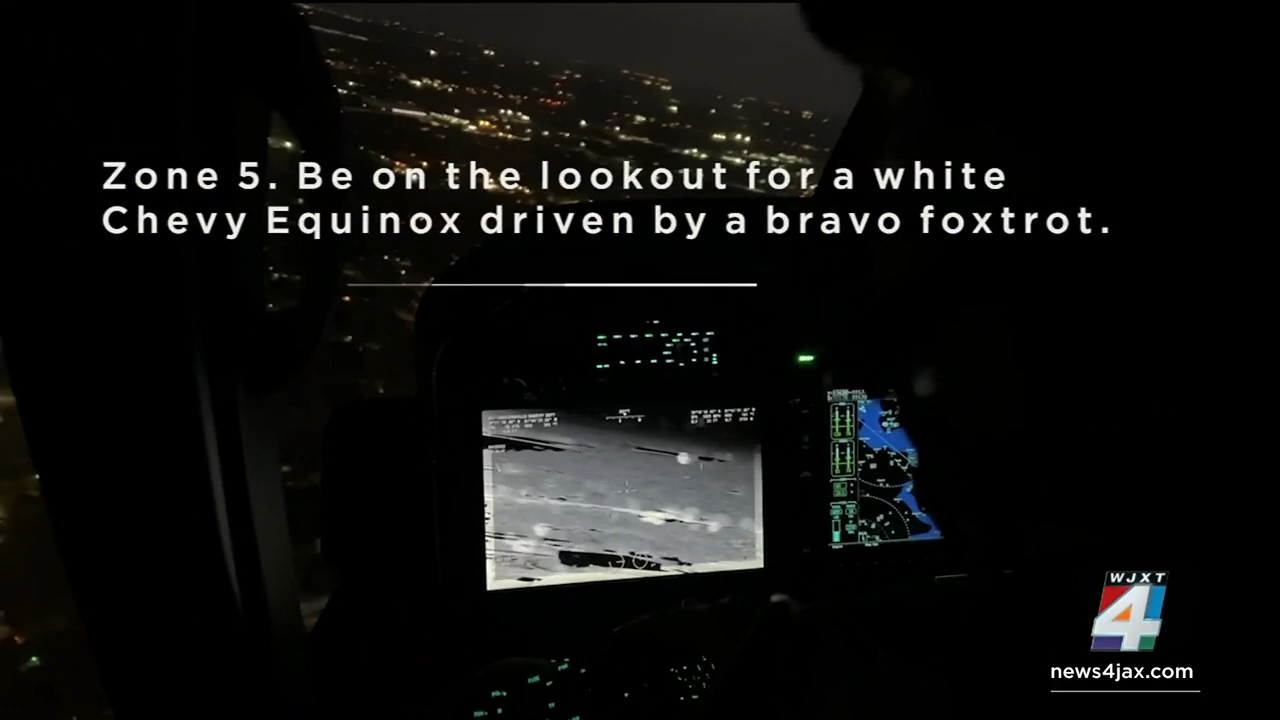 Zone 5. Be on the lookout for a white
Chevy Equinox driven by a bravo foxtrot.
WJXT
4
news4jax.com